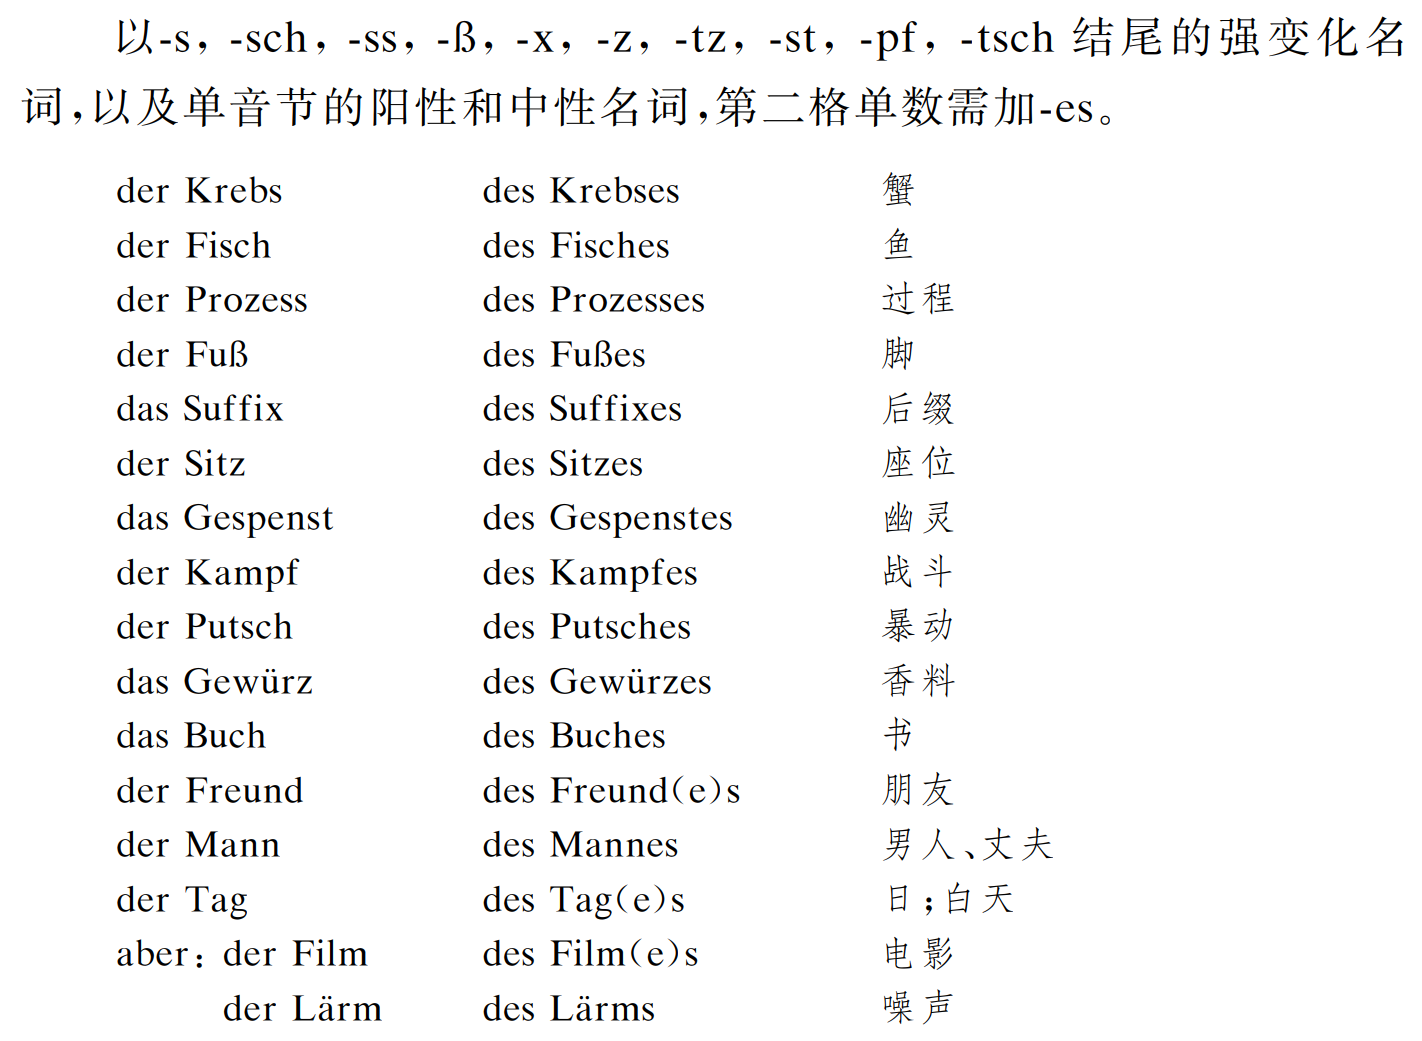 以-s，-sch，-ss，-ß，-x，-z，-tz，-st，-pf，-tsch 结尾的强变化名
词，以及单音节的阳性和中性名词，第二格单数需加-es。
der Krebs des Krebses 蟹
der Fisch des Fisches 鱼
der Prozess des Prozesses 过程
der Fuß des Fußes 脚
das Suffix des Suffixes 后缀
der Sitz des Sitzes 座位
das Gespenst des Gespenstes 幽灵
der Kampf des Kampfes 战斗
der Putsch des Putsches 暴动
das Gewürz des Gewürzes 香料
das Buch des Buches 书
der Freund des Freund(e)s 朋友
der Mann des Mannes 男人、丈夫
der Tag des Tag(e)s 日；白天
aber: der Film des Film(e)s 电影
der Lärm des Lärms 噪声